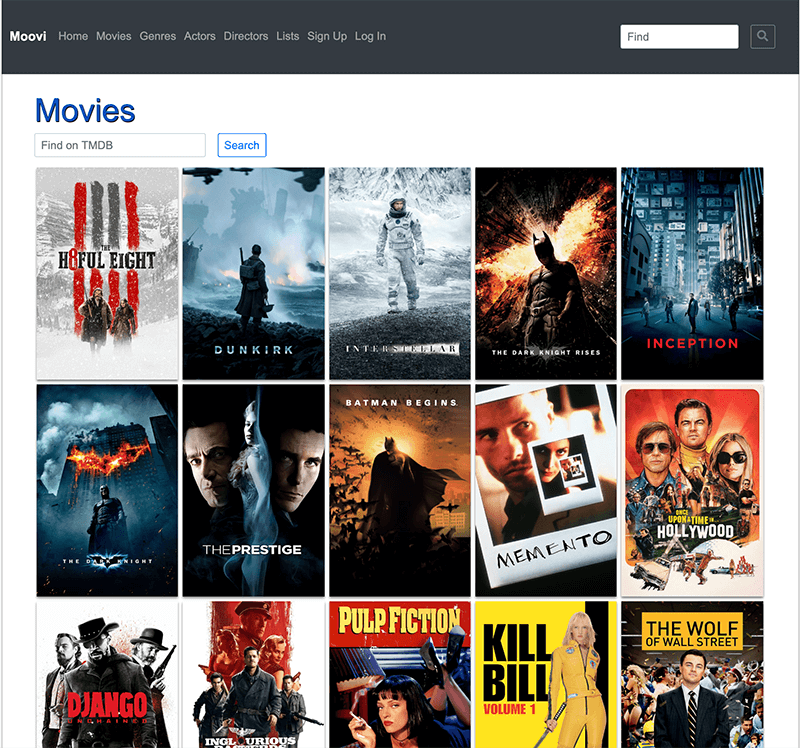 Moovi Home Movies Genres Actors Directors Lists Sign Up Log In Find
Movies
Find on TMDB Search
THE
H8FUL EIGHT
DUNKIRK
INTERSTELLAR
THE DARK KNIGHT RISES
INCEPTION
THE DARK KNIGHT
THE PRESTIGE
BATMAN BEGINS
MEMENTO
ONCE
UPON A TIME IN...
HOLLYWOOD
DJANGO
UNCHAINED
INGLOURIOUS
PULP FICTION
KILL
BILL
VOLUME 1
THE WOLF
OF WALL STREET